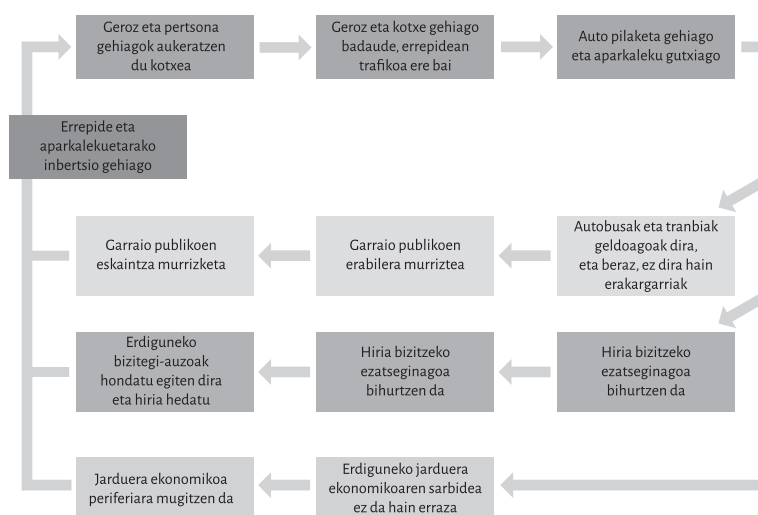 Geroz eta pertsona
gehiagok aukeratzen
du kotxea
Geroz eta kotxe gehiago
badaude, errepidean
trafikoa ere bai
Auto pilaketa gehiago
eta aparkaleku gutxiago
Errepide eta
aparkalekuetarako
inbertsio gehiago
Garraio publikoen
eskaintza murrizketa
Garraio publikoen
erabilera murriztea
Autobusak eta tranbiak
geldoagoak dira,
eta beraz, ez dira hain
erakargarriak
Erdiguneko
bizitegi-auzoak
hondatu egiten dira
eta hiria hedatu
Hiria bizitzeko
ezatseginagoa
bihurtzen da
Hiria bizitzeko
ezatseginagoa
bihurtzen da
Jarduera ekonomikoa
periferiara mugitzen da
Erdiguneko jarduera
ekonomikoaren sarbidea
ez da hain erraza